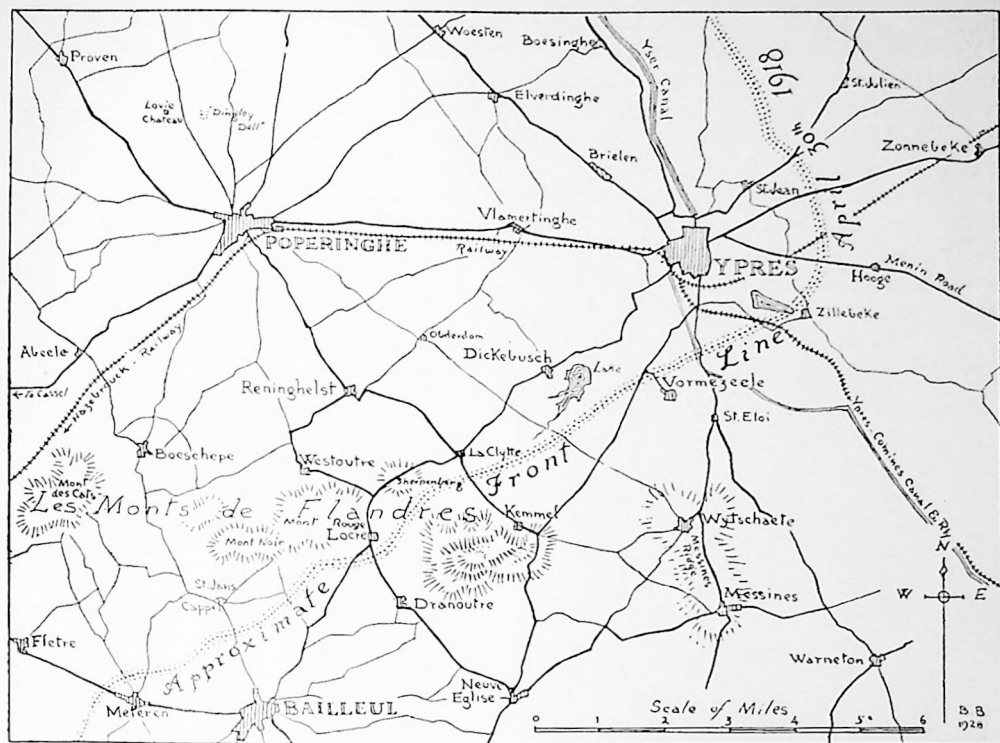 Proven
Woesten
Boesinghe
Yser Canal
1918
St. Julien
Lovie
Chateau
"Dingley
Dell"
Elverdinghe
Brielen
30th
Zonnebeke
St. Jean
April
Vlamertinghe
POPERINGHE
Railway
YPRES
Menin Road
Hooge
Zillebeke
Abeele
Hazebrouck - Railway
Ouderdom
Dickebusch
Lake
Line
← To Cassel
Reninghelst
Vormezeele
St. Eloi
Ypres-Comines Canal & Ry.
Boeschepe
Westoutre
La Clytte
Front
Mont
des Cats
Scherpenberg
Les Monts de Flandres
Mont Rouge
Kemmel
Wytschaete
Mont Noir
Locre
Messines
Ridge
N
W E
St. Jans
Cappel
Approximate
Dranoutre
Messines
Fletre
Warneton
Meteren
BAILLEUL
Neuve
Eglise
Scale of Miles
0 1 2 3 4 5 6
B.B
1928